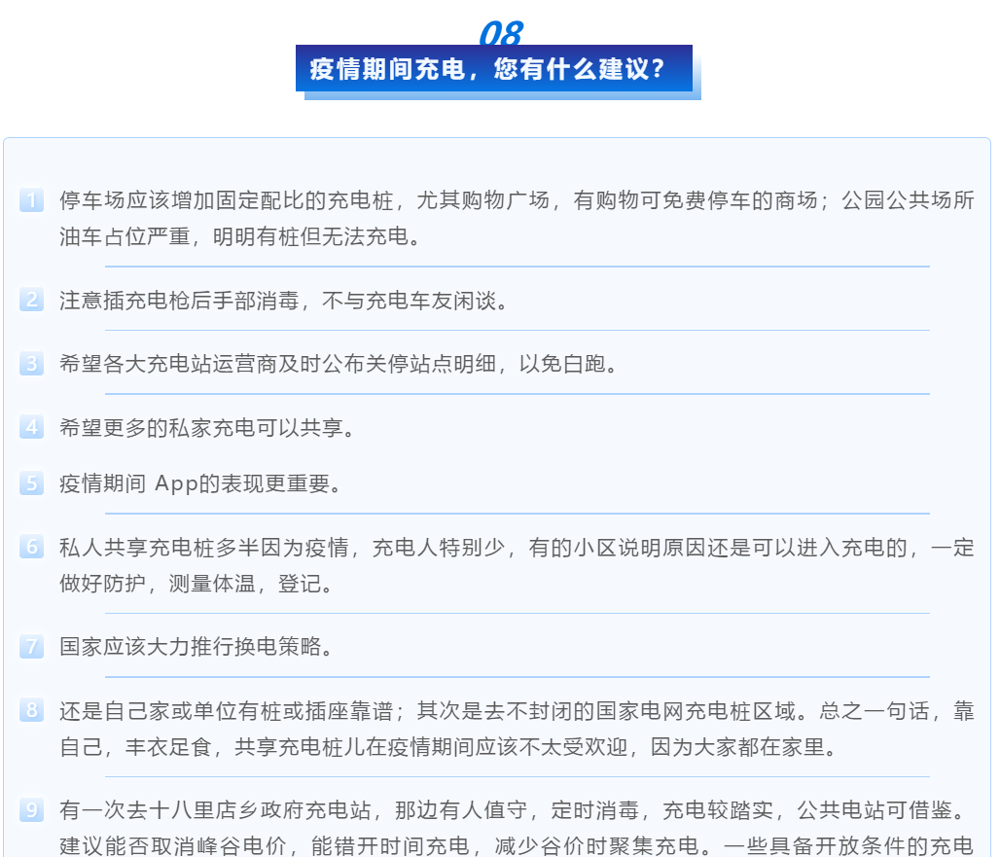 08
疫情期间充电，您有什么建议？
1 停车场应该增加固定配比的充电桩，尤其购物广场，有购物可免费停车的商场；公园公共场所
油车占位严重，明明有桩但无法充电。
2 注意插充电枪后手部消毒，不与充电车友闲谈。
3 希望各大充电站运营商及时公布关停站点明细，以免白跑。
4 希望更多的私家充电可以共享。
5 疫情期间 App的表现更重要。
6 私人共享充电桩多半因为疫情，充电人特别少，有的小区说明原因还是可以进入充电的，一定
做好防护，测量体温，登记。
7 国家应该大力推行换电策略。
8 还是自己家或单位有桩或插座靠谱；其次是去不封闭的国家电网充电桩区域。总之一句话，靠
自己，丰衣足食，共享充电桩儿在疫情期间应该不太受欢迎，因为大家都在家里。
9 有一次去十八里店乡政府充电站，那边有人值守，定时消毒，充电较踏实，公共电站可借鉴。
建议能否取消峰谷电价，能错开时间充电，减少谷价时聚集充电。一些具备开放条件的充电